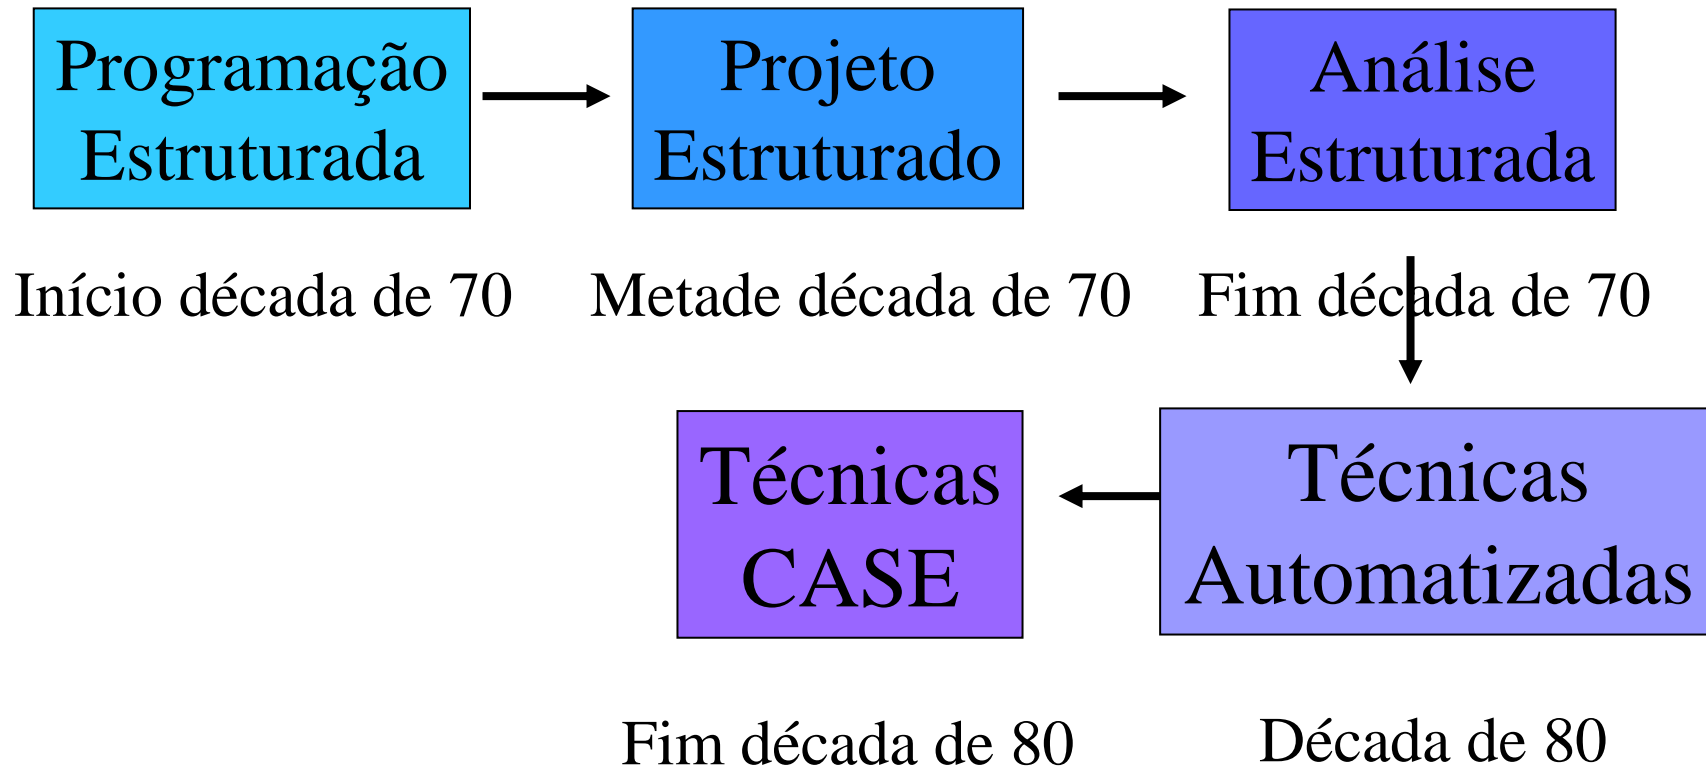 Programação
Estruturada
Projeto
Estruturado
Análise
Estruturada
Início década de 70
Metade década de 70
Fim década de 70
Técnicas
CASE
Técnicas
Automatizadas
Fim década de 80
Década de 80